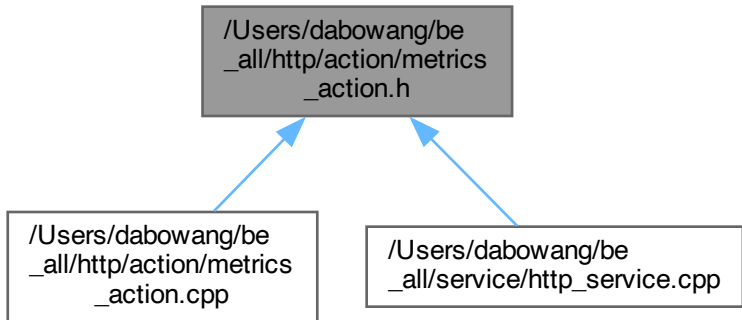 /Users/dabowang/be
_all/http/action/metrics
_action.h
/Users/dabowang/be
_all/http/action/metrics
_action.cpp
/Users/dabowang/be
_all/service/http_service.cpp